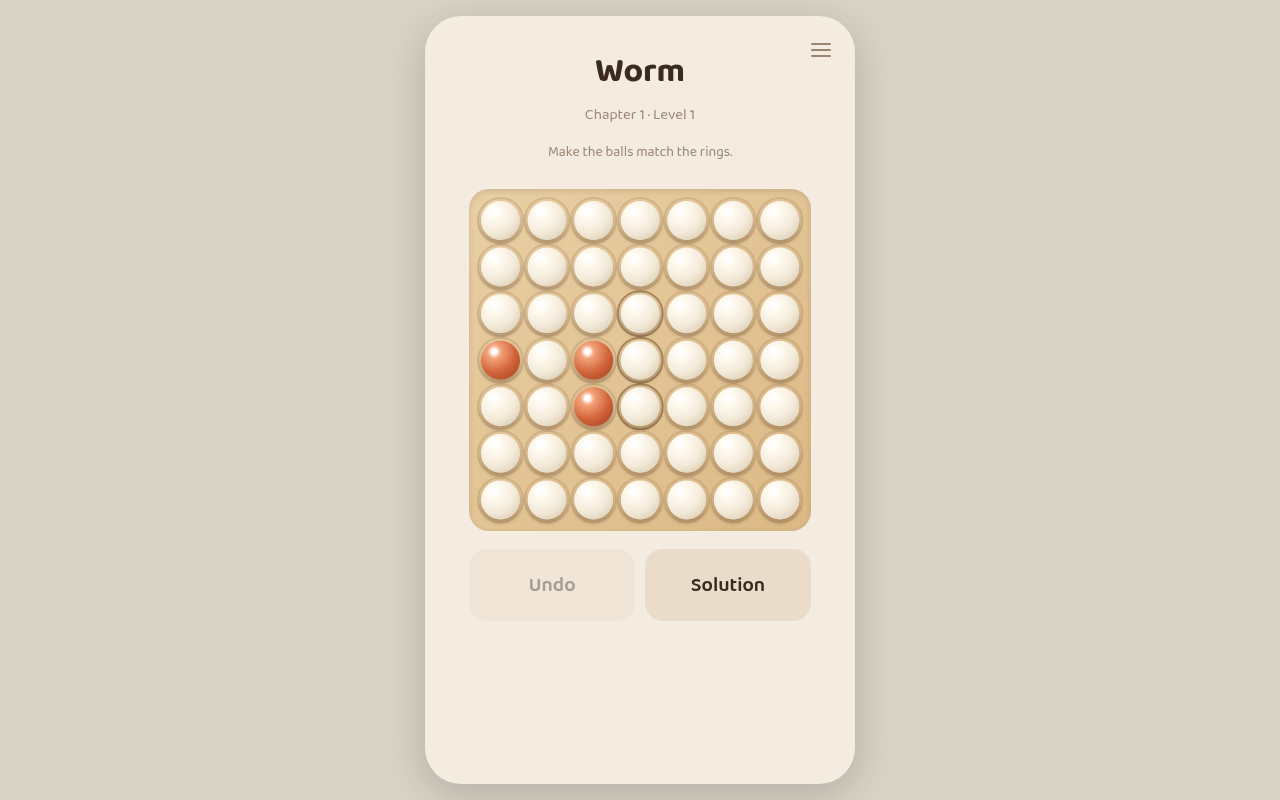 Worm
Chapter 1 · Level 1
Make the balls match the rings.
Undo
Solution